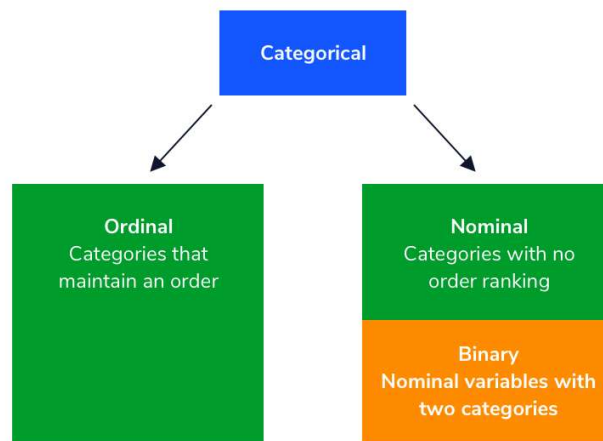 Categorical
Ordinal
Categories that
maintain an order
Nominal
Categories with no
order ranking
Binary
Nominal variables with
two categories